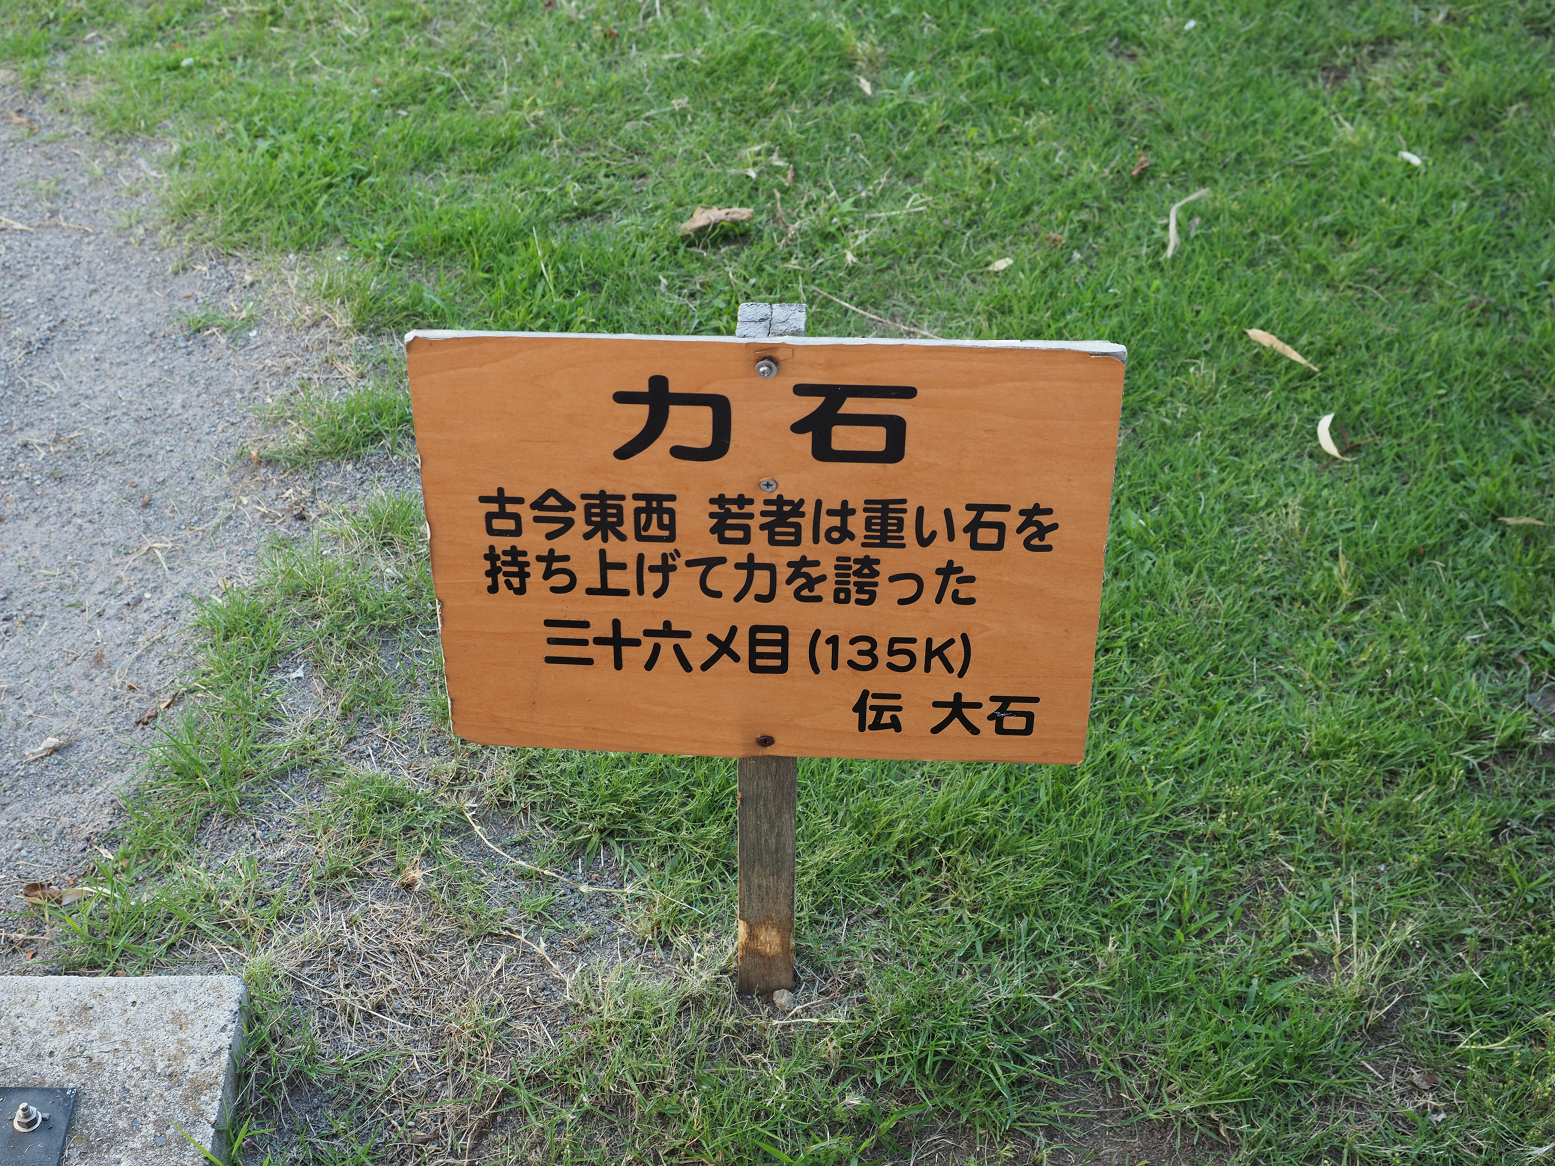 力石
古今東西 若者は重い石を
持ち上げて力を誇った
三十六メ目(135K)
伝 大石